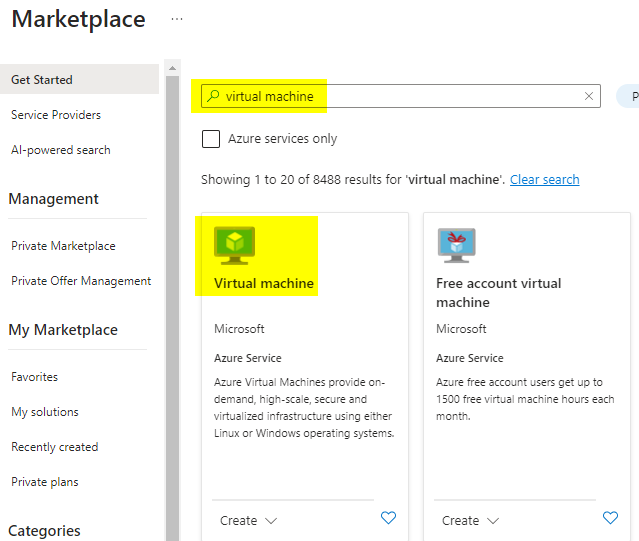 Marketplace ...
Get Started
Service Providers
AI-powered search
Management
Private Marketplace
Private Offer Management
My Marketplace
Favorites
My solutions
Recently created
Private plans
Categories
virtual machine
P
Azure services only
Showing 1 to 20 of 8488 results for 'virtual machine'. Clear search
Virtual machine
Microsoft
Azure Service
Azure Virtual Machines provide on-
demand, high-scale, secure and
virtualized infrastructure using either
Linux or Windows operating systems.
Create
Free account virtual
machine
Microsoft
Azure Service
Azure free account users get up to
1500 free virtual machine hours each
month.
Create